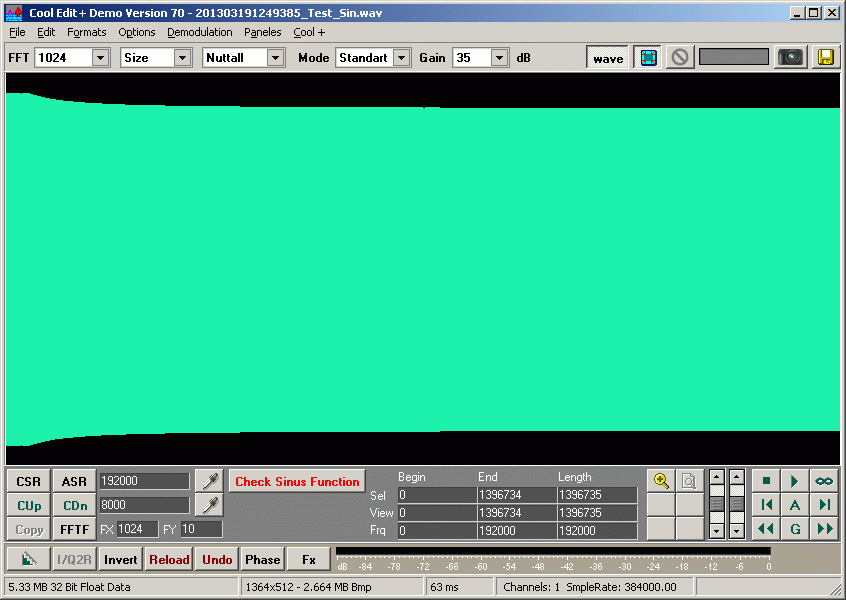 Cool Edit+ Demo Version 70 - 201303191249385_Test_Sin.wav
File Edit Formats Options Demodulation Paneles Cool +
FFT 1024 Size Nuttall Mode Standart Gain 35 dB wave
CSR ASR 192000 Check Sinus Function Begin End Length
Sel 0 1396734 1396735
CUp CDn 8000 View 0 1396734 1396735 A
Copy FFTF FX 1024 FY 10 Frq 0 192000 192000 G
I/Q2R Invert Reload Undo Phase Fx
dB -84 -78 -72 -66 -60 -54 -48 -42 -36 -30 -24 -18 -12 -6 0
5.33 MB 32 Bit Float Data 1364x512 - 2.664 MB Bmp 63 ms Channels: 1 SmpleRate: 384000.00